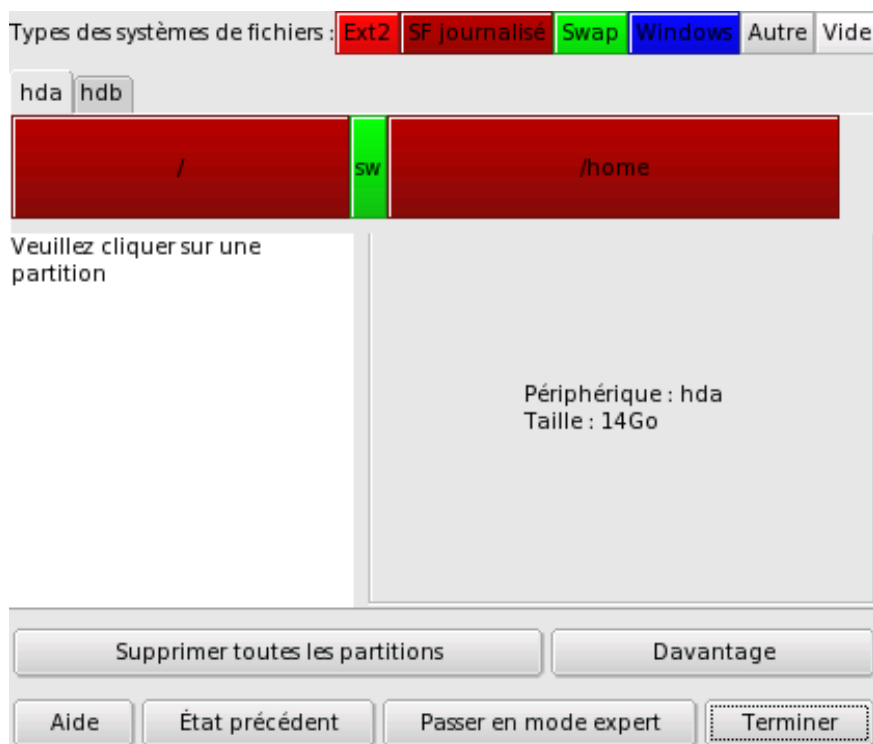 Types des systèmes de fichiers : Ext2 SF journalisé Swap Windows Autre Vide
hda hdb
/ sw /home
Veuillez cliquer sur une
partition
Périphérique : hda
Taille : 14Go
Supprimer toutes les partitions Davantage
Aide État précédent Passer en mode expert Terminer